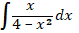 ∫ x / (4 − x²) dx